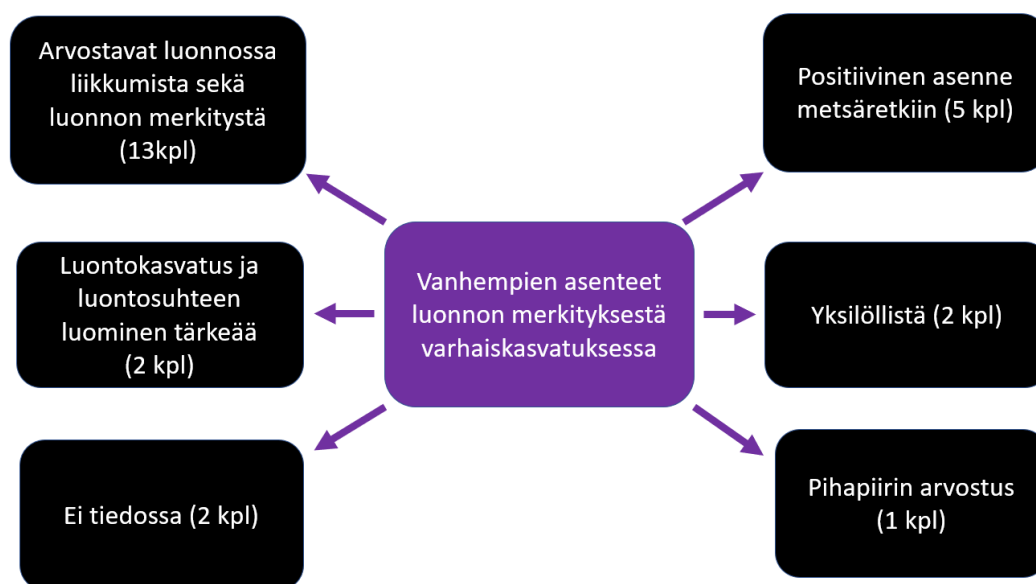 Arvostavat luonnossa
liikkumista sekä
luonnon merkitystä
(13kpl)
Positiivinen asenne
metsäretkiin (5 kpl)
Vanhempien asenteet
luonnon merkityksestä
varhaiskasvatuksessa
Luontokasvatus ja
luontosuhteen
luominen tärkeää
(2 kpl)
Yksilöllistä (2 kpl)
Ei tiedossa (2 kpl)
Pihapiirin arvostus
(1 kpl)